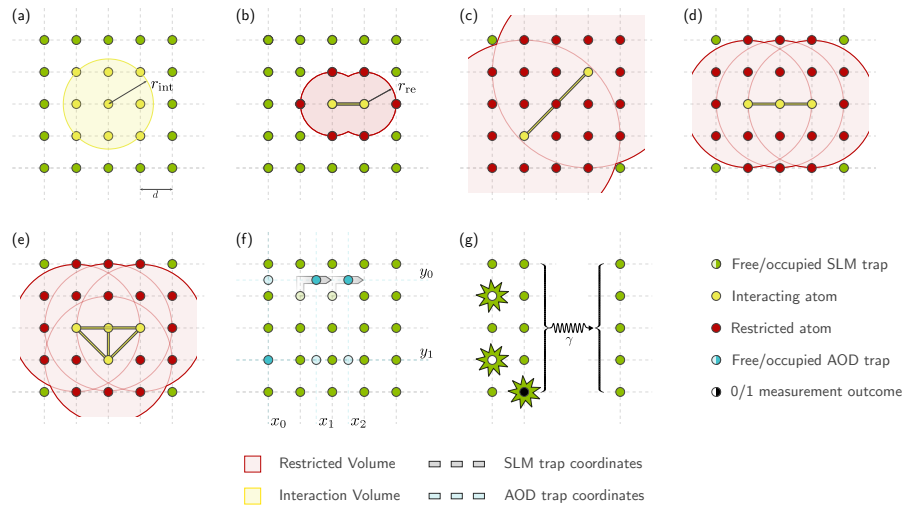 (a)
(b)
(c)
(d)
r_int
r_re
d
(e)
(f)
(g)
y_0
y_1
x_0 x_1 x_2
γ
Free/occupied SLM trap
Interacting atom
Restricted atom
Free/occupied AOD trap
0/1 measurement outcome
Restricted Volume
SLM trap coordinates
Interaction Volume
AOD trap coordinates